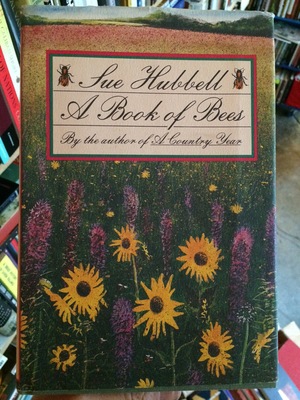 Sue Hubbell
A Book of Bees
By the author of A Country Year